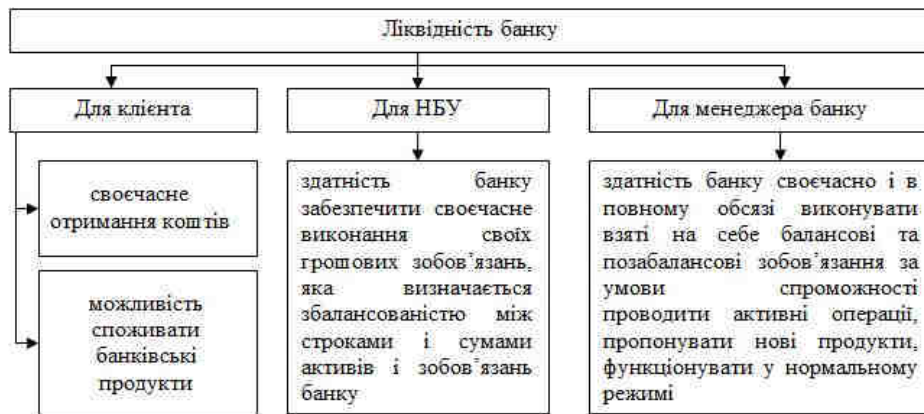 Ліквідність банку
Для клієнта
Для НБУ
Для менеджера банку
своєчасне
отримання коштів
можливість
споживати
банківські
продукти
здатність банку
забезпечити своєчасне
виконання своїх
грошових зобов’язань,
яка визначається
збалансованістю між
строками і сумами
активів і зобов’язань
банку
здатність банку своєчасно і в
повному обсязі виконувати
взяті на себе балансові та
позабалансові зобов’язання за
умови спроможності
проводити активні операції,
пропонувати нові продукти,
функціонувати у нормальному
режимі